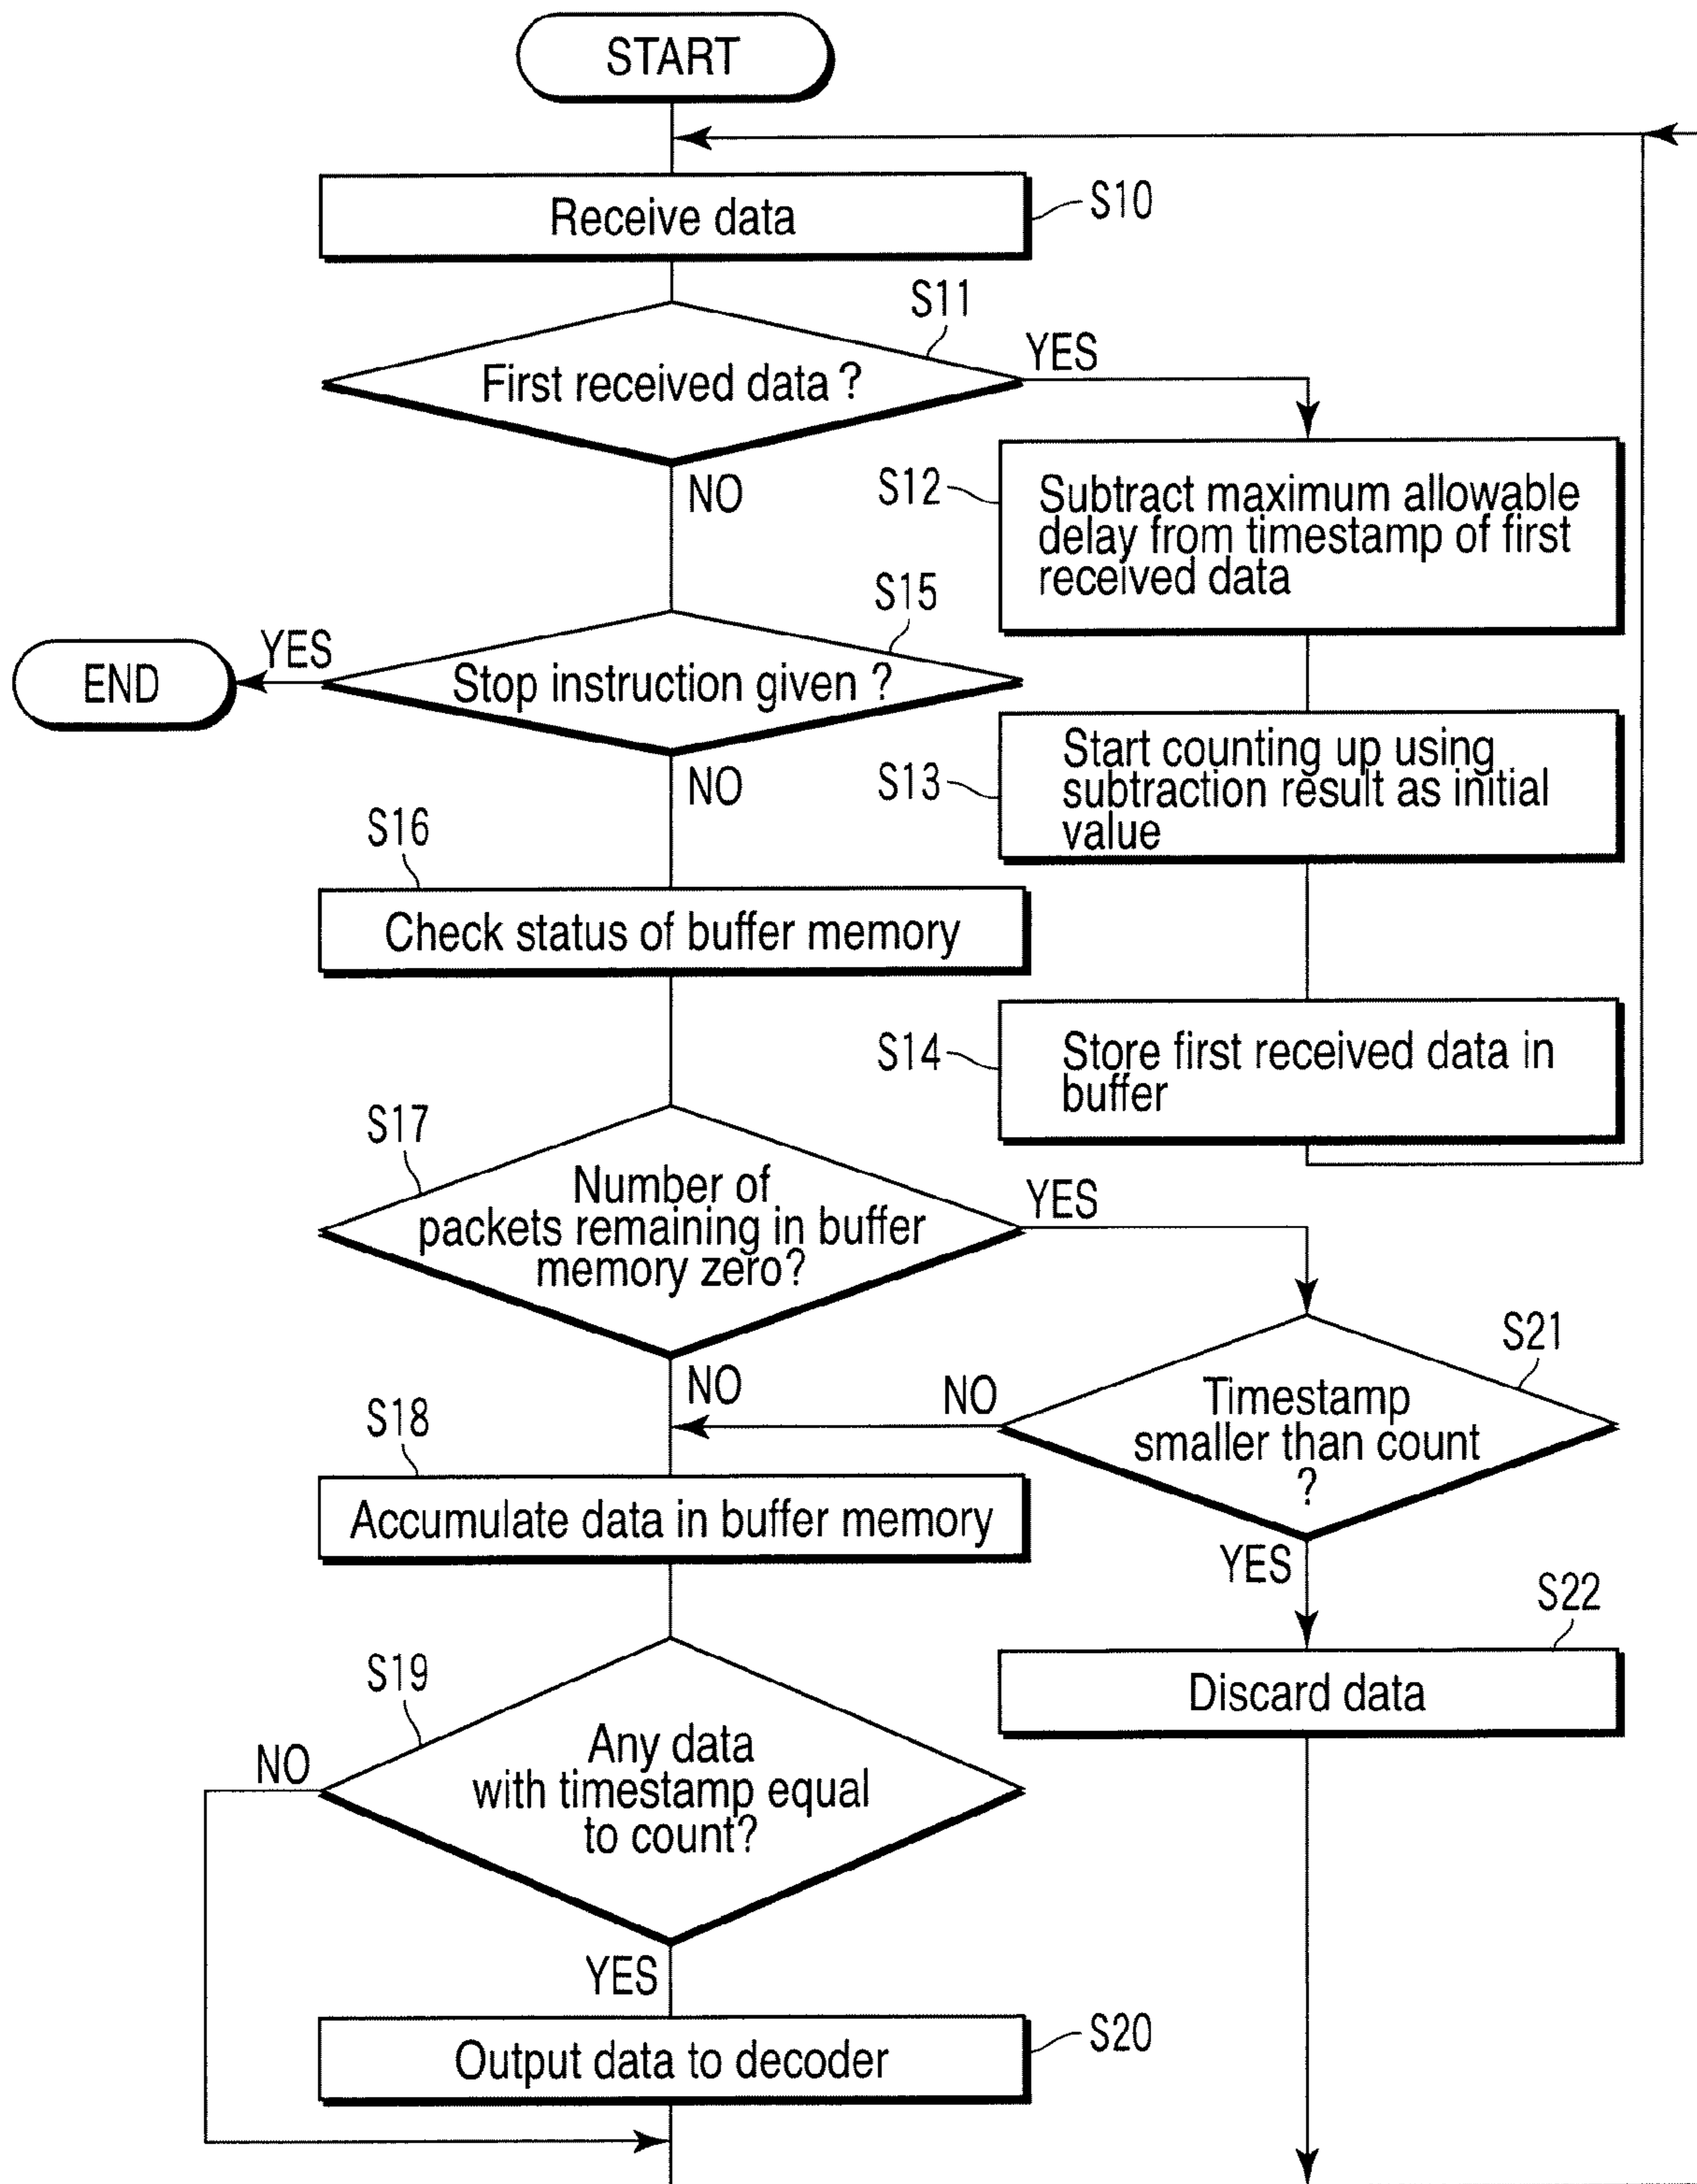 START
Receive data
S10
S11
First received data ?
YES
NO
S12
Subtract maximum allowable
delay from timestamp of first
received data
S15
Stop instruction given ?
YES
END
NO
S13
Start counting up using
subtraction result as initial
value
S16
Check status of buffer memory
S14
Store first received data in
buffer
S17
Number of
packets remaining in buffer
memory zero?
YES
NO
S21
Timestamp
smaller than count
?
NO
YES
S18
Accumulate data in buffer memory
S22
Discard data
S19
Any data
with timestamp equal
to count?
NO
YES
Output data to decoder
S20